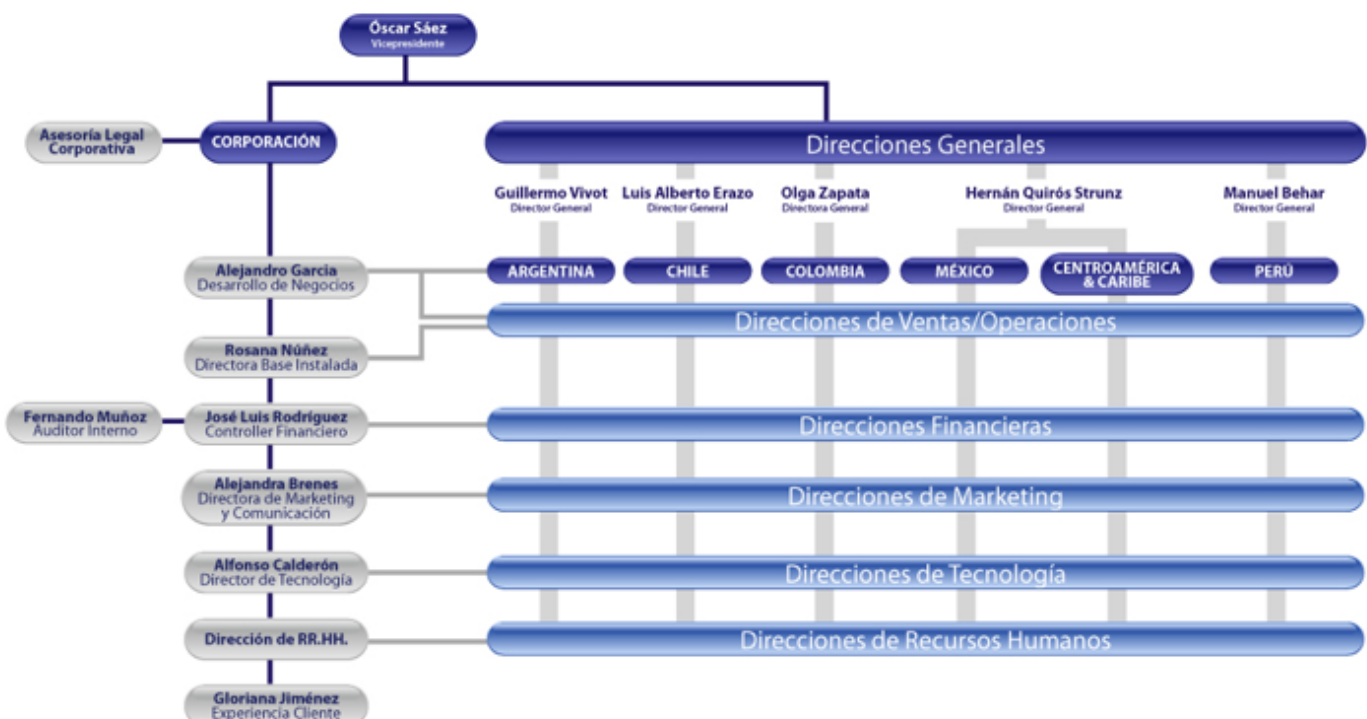 Óscar Sáez
Vicepresidente
Asesoría Legal
Corporativa
CORPORACIÓN
Direcciones Generales
Guillermo Vivot
Director General
Luis Alberto Erazo
Director General
Olga Zapata
Directora General
Hernán Quirós Strunz
Director General
Manuel Behar
Director General
Alejandro Garcia
Desarrollo de Negocios
ARGENTINA
CHILE
COLOMBIA
MÉXICO
CENTROAMÉRICA
& CARIBE
PERÚ
Direcciones de Ventas/Operaciones
Rosana Núñez
Directora Base Instalada
Fernando Muñoz
Auditor Interno
José Luis Rodríguez
Controller Financiero
Direcciones Financieras
Alejandra Brenes
Directora de Marketing
y Comunicación
Direcciones de Marketing
Alfonso Calderón
Director de Tecnología
Direcciones de Tecnología
Dirección de RR.HH.
Direcciones de Recursos Humanos
Gloriana Jiménez
Experiencia Cliente